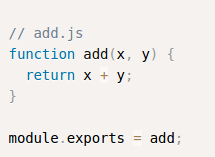 // add.js
function add(x, y) {
  return x + y;
}

module.exports = add;